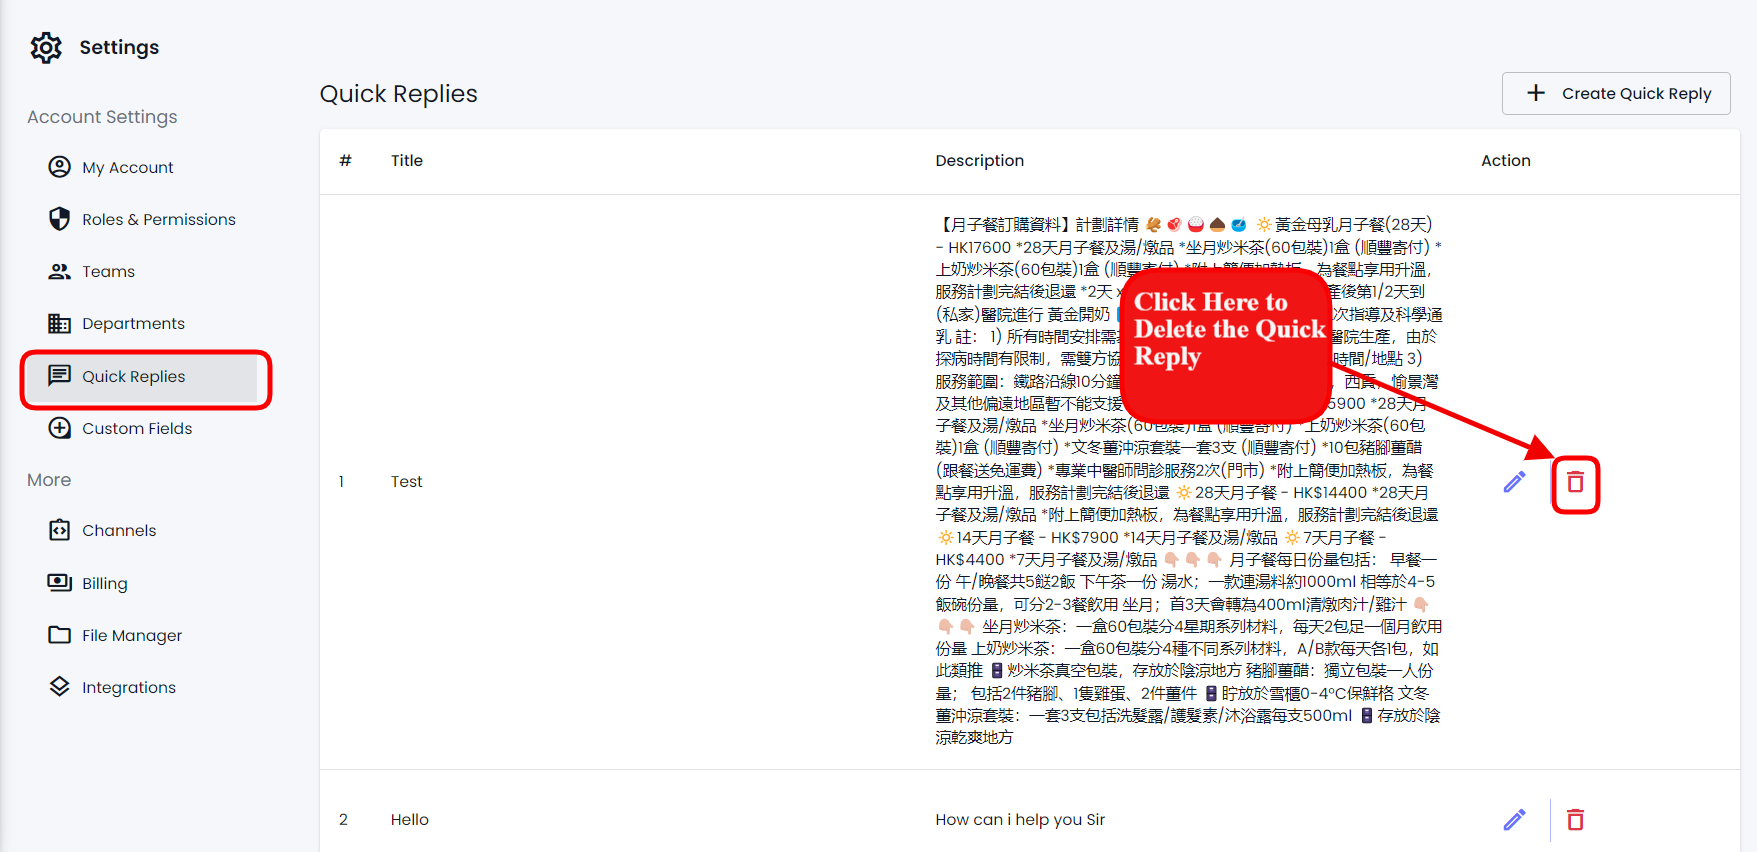 Settings
Account Settings
My Account
Roles & Permissions
Teams
Departments
Quick Replies
Custom Fields
More
Channels
Billing
File Manager
Integrations
Quick Replies
Create Quick Reply
# Title Description Action
【月子餐訂購資料】計劃詳情 🫚 🥩 🍚 🌰 🥣 🔅黃金母乳月子餐(28天)
- HK17600 *28天月子餐及湯/燉品 *坐月炒米茶(60包裝)1盒 (順豐寄付) *
上奶炒米茶(60包裝)1盒 (順豐寄付) *附上簡便加熱板，為餐點享用升溫，
服務計劃完結後退還 *2天 產後第1/2天到
(私家)醫院進行 黃金開奶 次指導及科學通
乳 註： 1) 所有時間安排需 醫院生產，由於
探病時間有限制，需雙方協 時間/地點 3)
服務範圍：鐵路沿線10分鐘 西貢，愉景灣
及其他偏遠地區暫不能支援 5900 *28天月
子餐及湯/燉品 *坐月炒米茶(60包裝)1盒 (順豐寄付) *上奶炒米茶(60包
裝)1盒 (順豐寄付) *文冬薑沖涼套裝一套3支 (順豐寄付) *10包豬腳薑醋
(跟餐送免運費) *專業中醫師問診服務2次(門市) *附上簡便加熱板，為餐
點享用升溫，服務計劃完結後退還 🔅28天月子餐 - HK$14400 *28天月
子餐及湯/燉品 *附上簡便加熱板，為餐點享用升溫，服務計劃完結後退還
🔅14天月子餐 - HK$7900 *14天月子餐及湯/燉品 🔅7天月子餐 -
HK$4400 *7天月子餐及湯/燉品 👇🏻 👇🏻 👇🏻 月子餐每日份量包括： 早餐一
份 午/晚餐共5餸2飯 下午茶一份 湯水；一款連湯料約1000ml 相等於4-5
飯碗份量，可分2-3餐飲用 坐月；首3天會轉為400ml清燉肉汁/雞汁 👇🏻
👇🏻 👇🏻 坐月炒米茶：一盒60包裝分4星期系列材料，每天2包足一個月飲用
份量 上奶炒米茶：一盒60包裝分4種不同系列材料，A/B款每天各1包，如
此類推 🖥炒米茶真空包裝，存放於陰涼地方 豬腳薑醋：獨立包裝一人份
量； 包括2件豬腳、1隻雞蛋、2件薑件 貯放於雪櫃0-4°C保鮮格 文冬
薑沖涼套裝：一套3支包括洗髮露/護髮素/沐浴露每支500ml 存放於陰
涼乾爽地方
1 Test
Click Here to
Delete the Quick
Reply
2 Hello How can i help you Sir